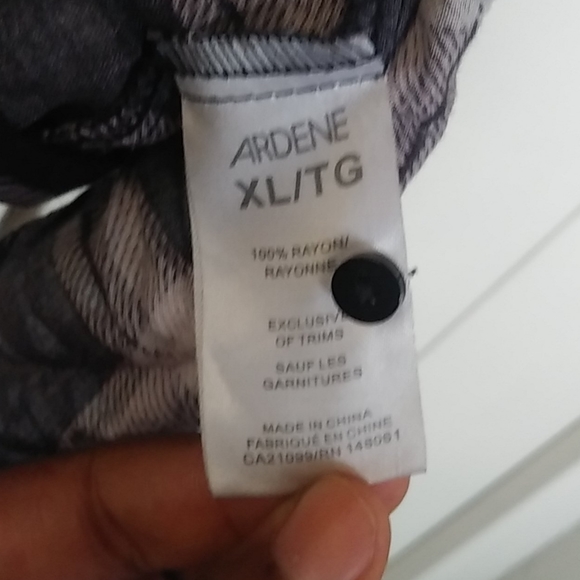 ARDENE
XL/TG
100% RAYON/
RAYONNE
EXCLUSIVE
OF TRIMS
SAUF LES
GARNITURES
MADE IN CHINA
FABRIQUÉ EN CHINE
CA21099/RN 148061